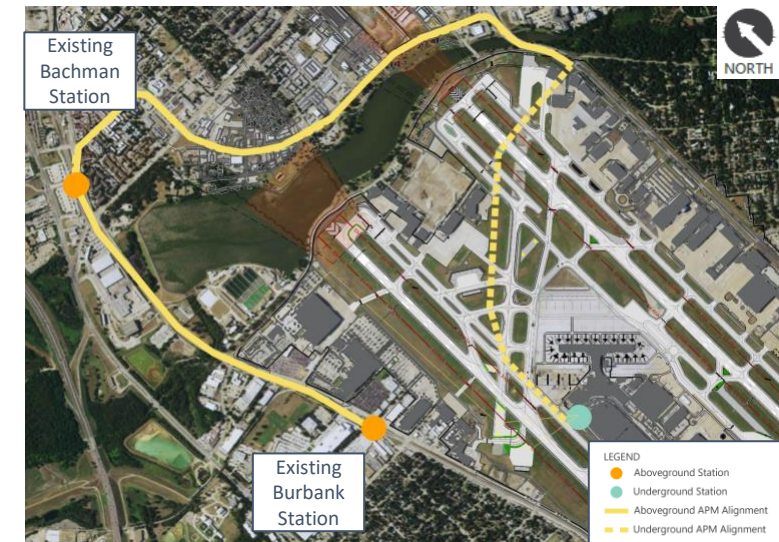 Existing
Bachman
Station
NORTH
Existing
Burbank
Station
LEGEND
Aboveground Station
Underground Station
Aboveground APM Alignment
Underground APM Alignment